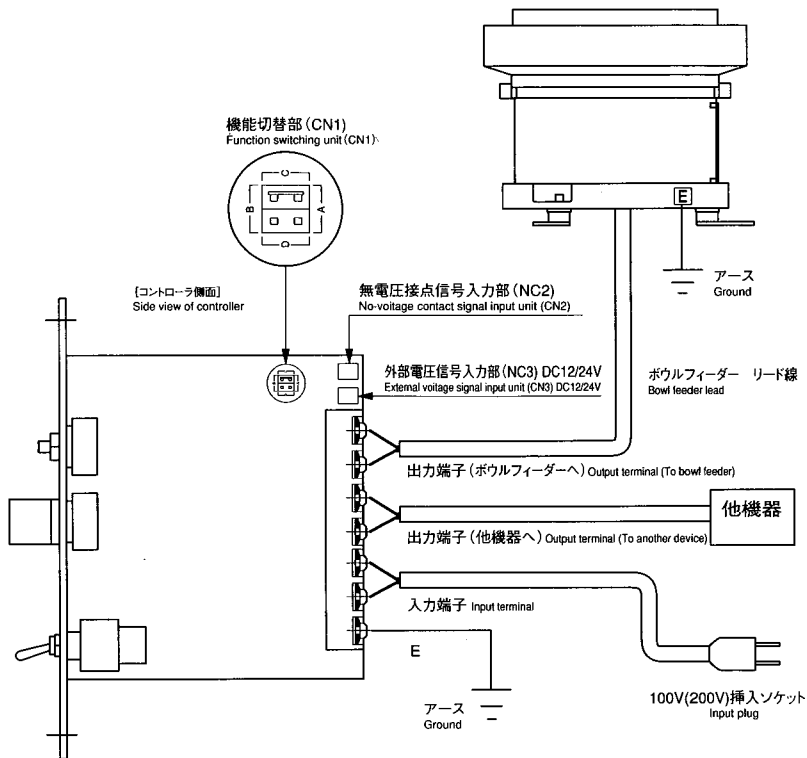 機能切替部(CN1)
Function switching unit(CN1)
C
B
A
D
E
アース
Ground
[コントローラ側面]
Side view of controller
無電圧接点信号入力部(NC2)
No-voltage contact signal input unit (CN2)
外部電圧信号入力部(NC3) DC12/24V
External voltage signal input unit (CN3) DC12/24V
ボウルフィーダー リード線
Bowl feeder lead
出力端子(ボウルフィーダーへ) Output terminal (To bowl feeder)
他機器
出力端子(他機器へ) Output terminal (To another device)
入力端子 Input terminal
E
アース
Ground
100V(200V)挿入ソケット
Input plug